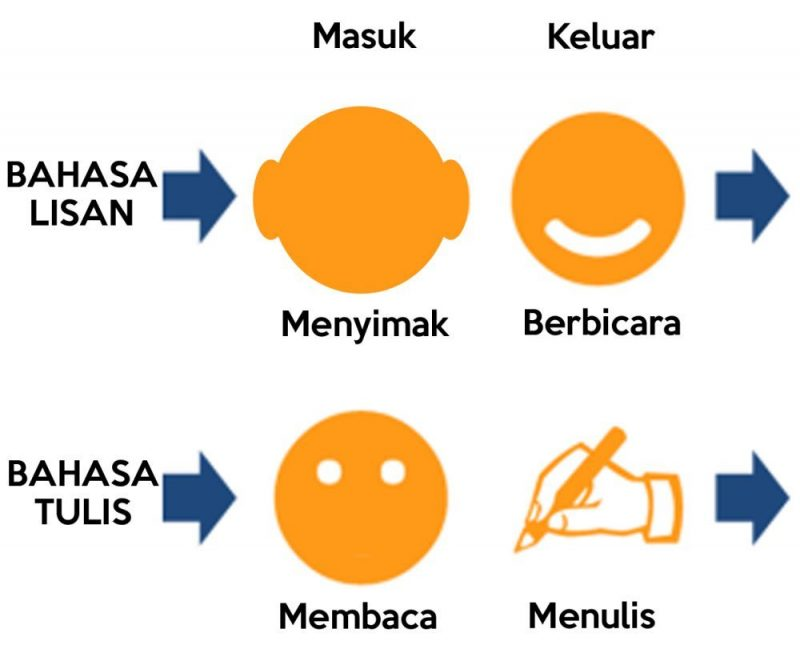 Masuk Keluar
BAHASA
LISAN
Menyimak Berbicara
BAHASA
TULIS
Membaca Menulis